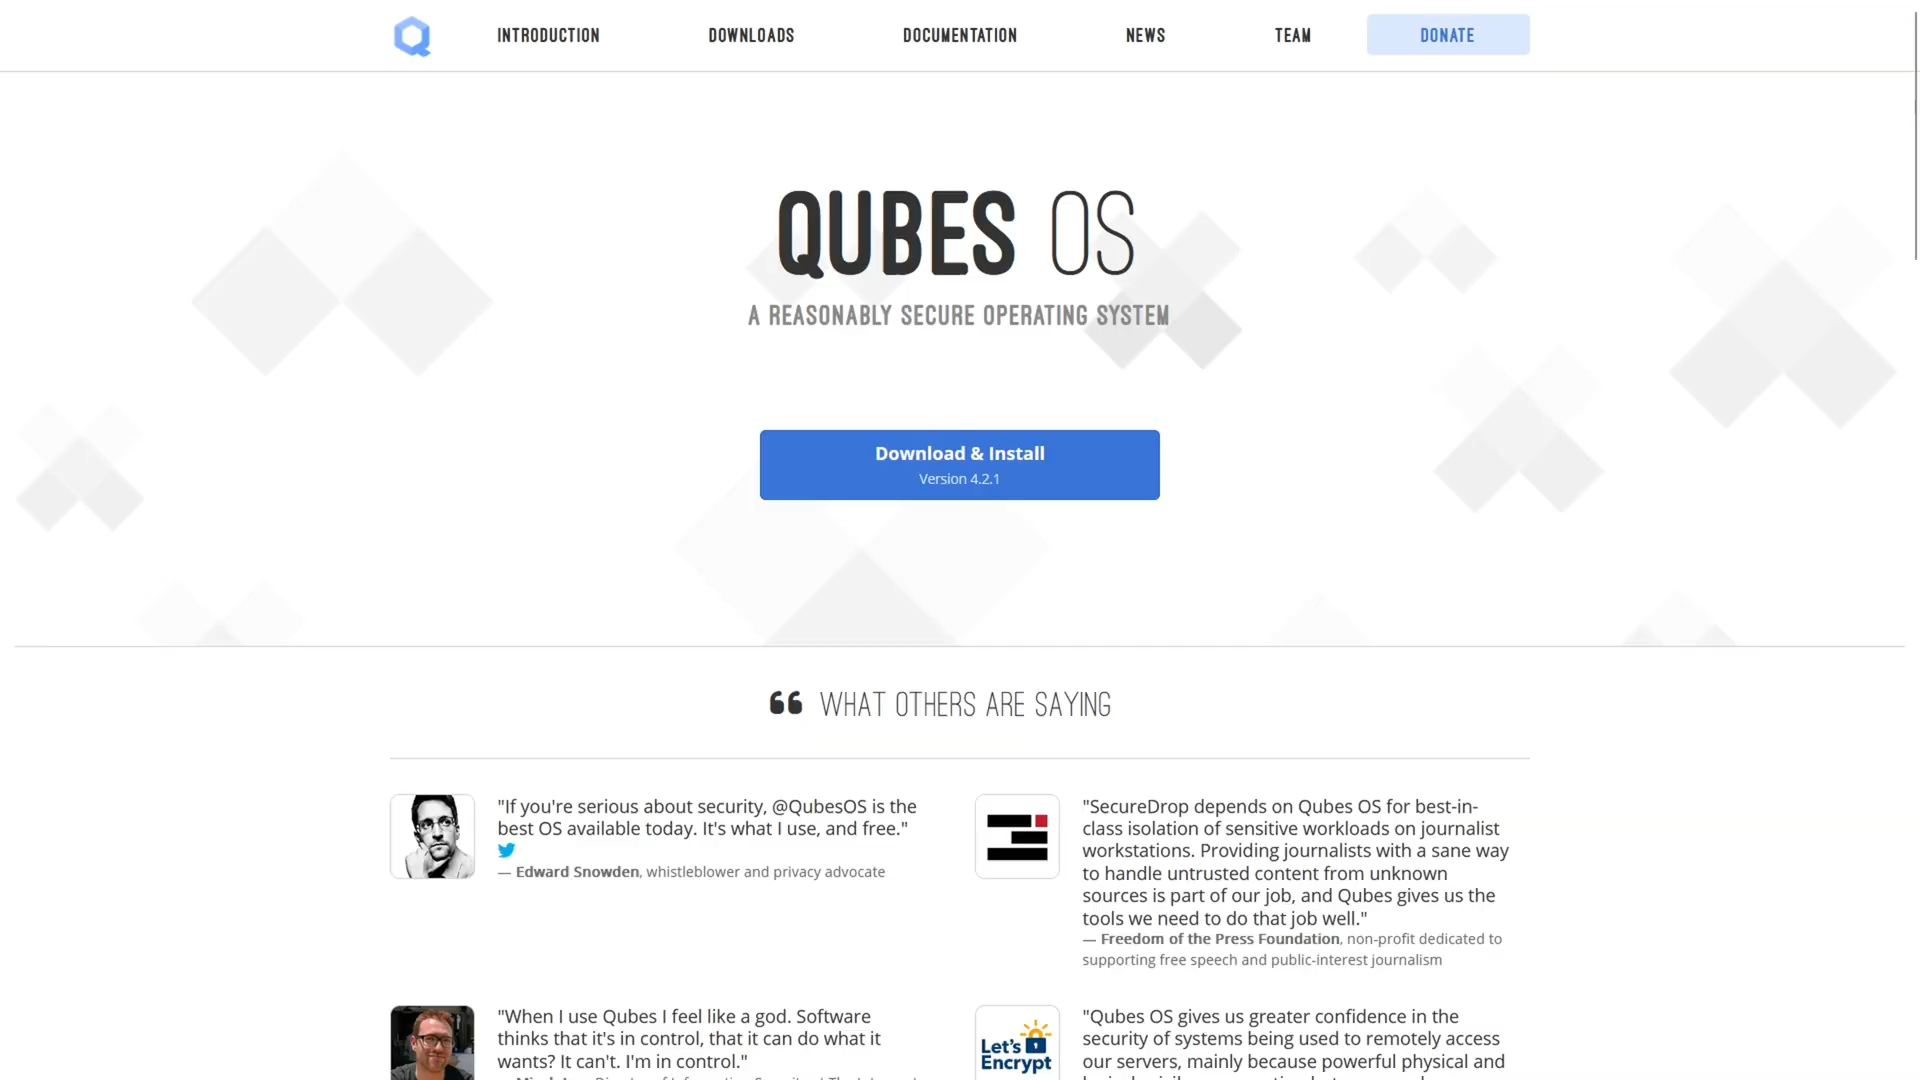 INTRODUCTION
DOWNLOADS
DOCUMENTATION
NEWS
TEAM
DONATE
QUBES OS
A REASONABLY SECURE OPERATING SYSTEM
Download & Install
Version 4.2.1
WHAT OTHERS ARE SAYING
"If you're serious about security, @QubesOS is the
best OS available today. It's what I use, and free."
— Edward Snowden, whistleblower and privacy advocate
"SecureDrop depends on Qubes OS for best-in-
class isolation of sensitive workloads on journalist
workstations. Providing journalists with a sane way
to handle untrusted content from unknown
sources is part of our job, and Qubes gives us the
tools we need to do that job well."
— Freedom of the Press Foundation, non-profit dedicated to
supporting free speech and public-interest journalism
"When I use Qubes I feel like a god. Software
thinks that it's in control, that it can do what it
wants? It can't. I'm in control."
Let's
Encrypt
"Qubes OS gives us greater confidence in the
security of systems being used to remotely access
our servers, mainly because powerful physical and